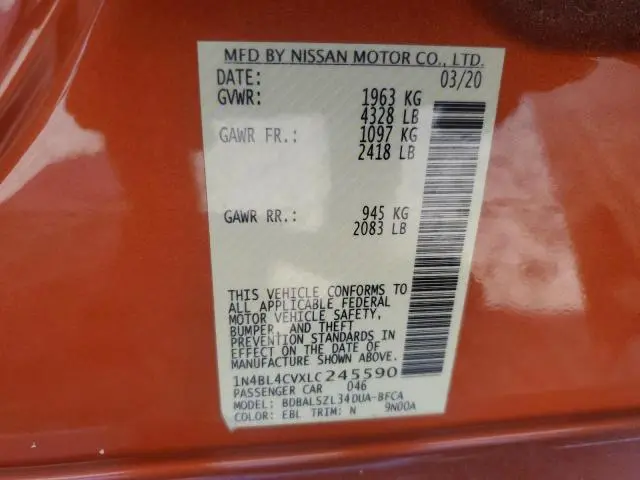 MFD BY NISSAN MOTOR CO., LTD.
DATE: 03/20
GVWR: 1963 KG
4328 LB
GAWR FR.: 1097 KG
2418 LB
GAWR RR.: 945 KG
2083 LB
THIS VEHICLE CONFORMS TO
ALL APPLICABLE FEDERAL
MOTOR VEHICLE SAFETY,
BUMPER, AND THEFT
PREVENTION STANDARDS IN
EFFECT ON THE DATE OF
MANUFACTURE SHOWN ABOVE.
1N4BL4CVXLC245590
PASSENGER CAR 046
MODEL: BDBALSZL34DUA-BFCA
COLOR: EBL TRIM: N 9N00A